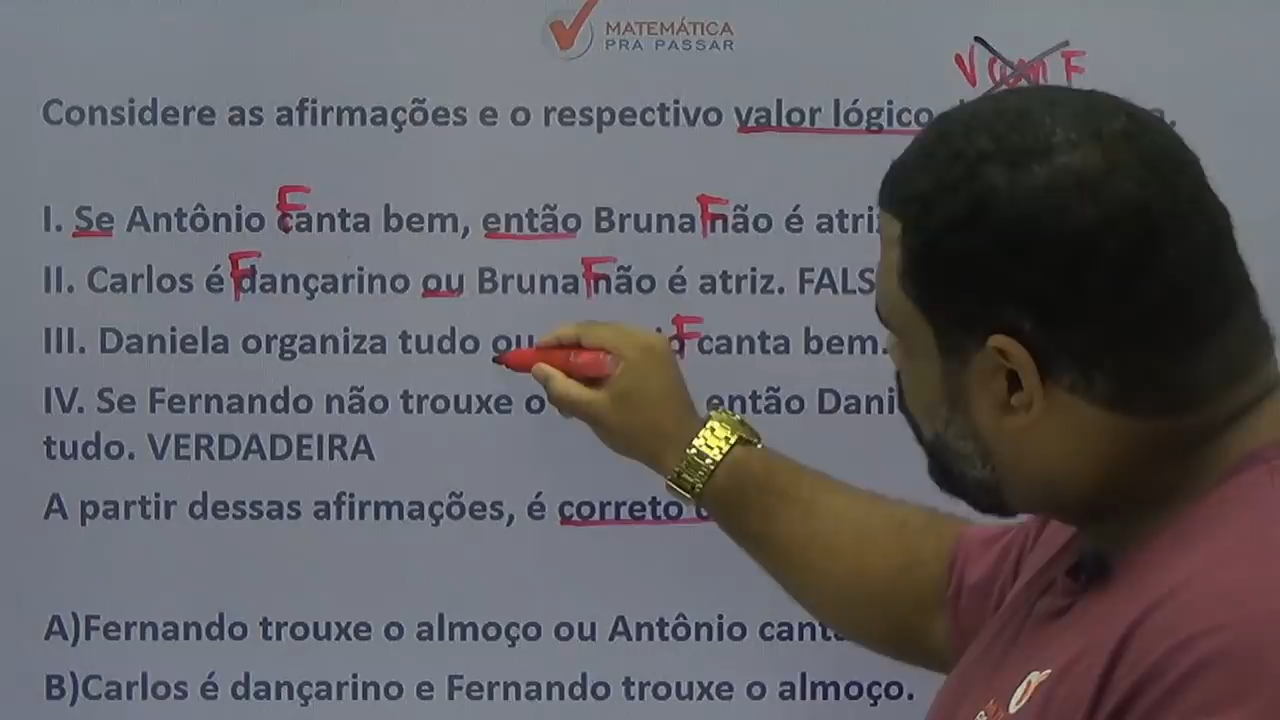 MATEMÁTICA
PRA PASSAR
V com F
Considere as afirmações e o respectivo valor lógico
F F
I. Se Antônio canta bem, então Bruna não é atriz
F F
II. Carlos é dançarino ou Bruna não é atriz. FALS
F
III. Daniela organiza tudo ou canta bem.
IV. Se Fernando não trouxe o então Dani
tudo. VERDADEIRA
A partir dessas afirmações, é correto
A)Fernando trouxe o almoço ou Antônio canta
B)Carlos é dançarino e Fernando trouxe o almoço.